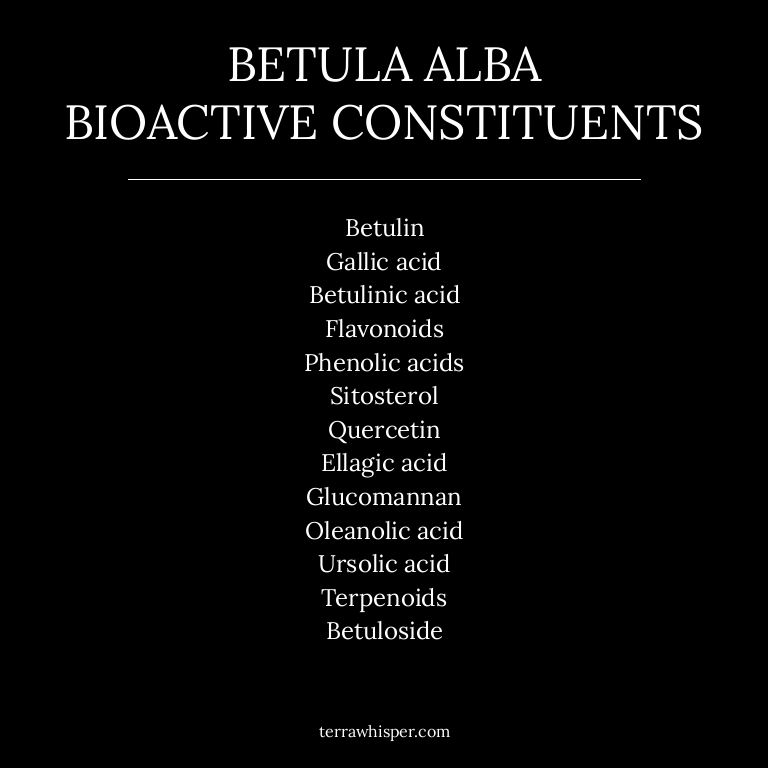 BETULA ALBA
BIOACTIVE CONSTITUENTS
Betulin
Gallic acid
Betulinic acid
Flavonoids
Phenolic acids
Sitosterol
Quercetin
Ellagic acid
Glucomannan
Oleanolic acid
Ursolic acid
Terpenoids
Betuloside
terrawhisper.com